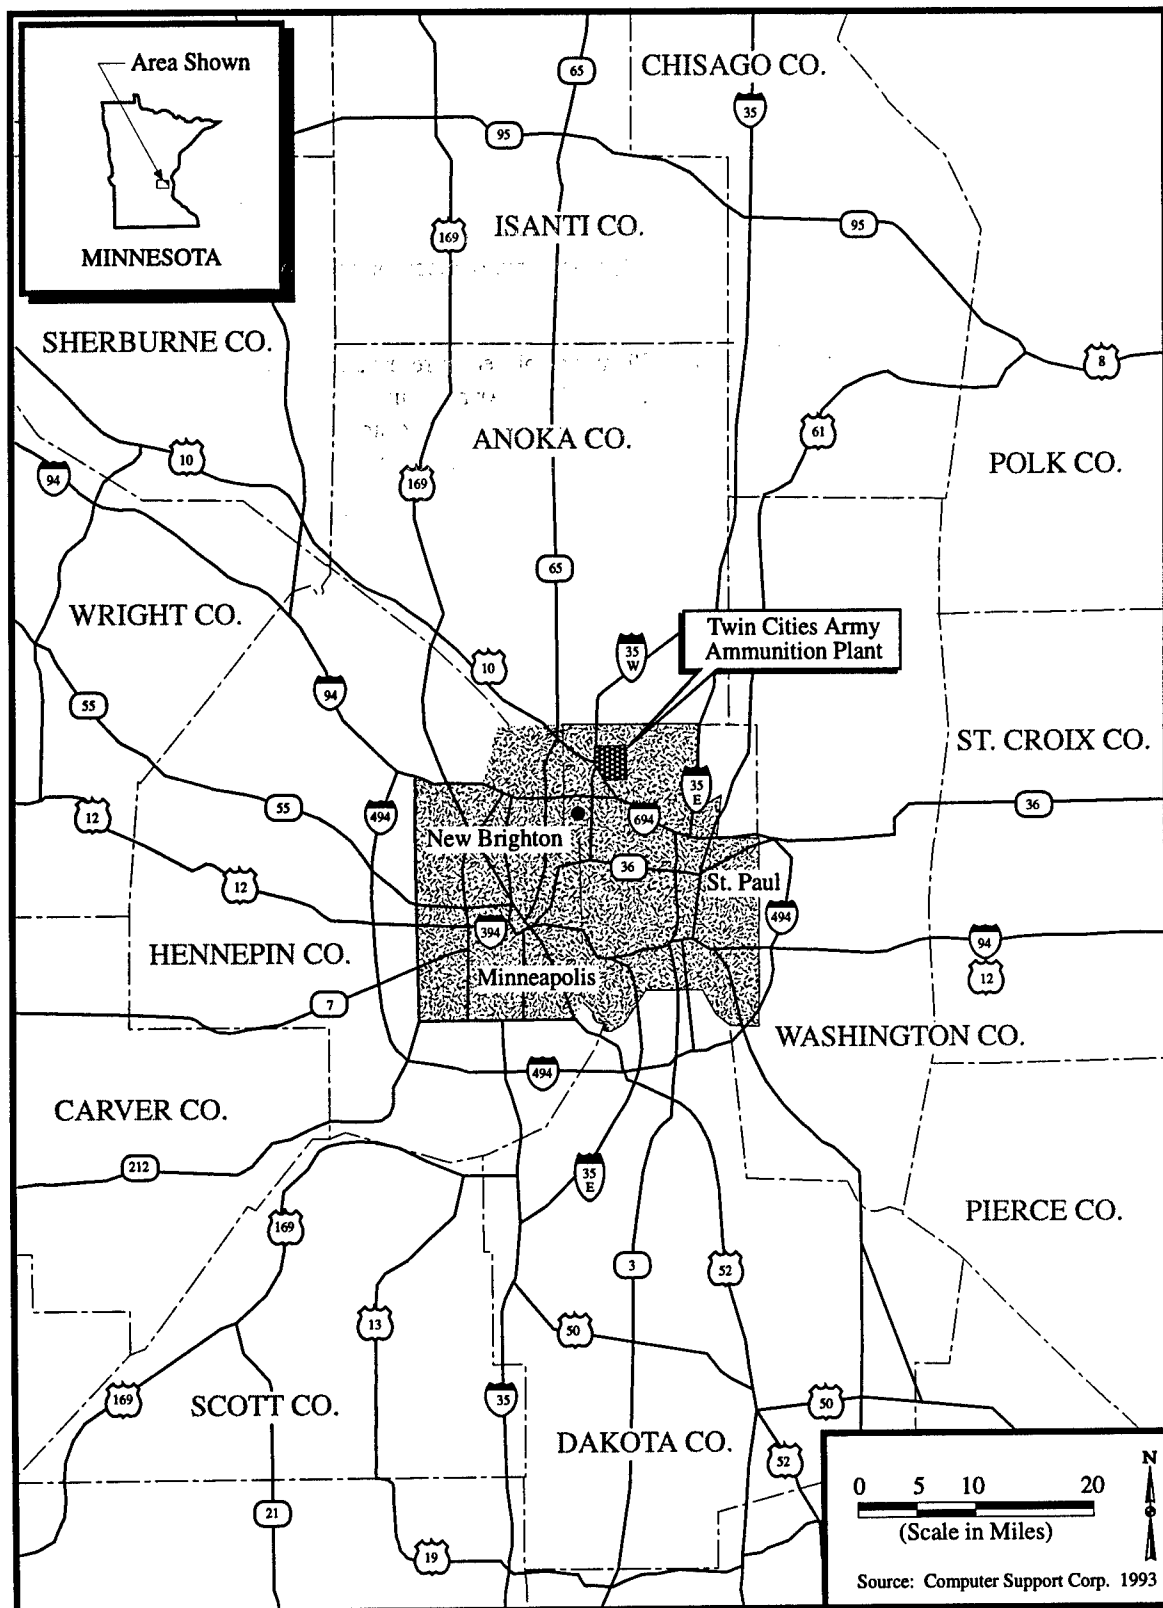 Area Shown
MINNESOTA
CHISAGO CO.
65
35
95
169
ISANTI CO.
95
SHERBURNE CO.
8
61
10
ANOKA CO.
POLK CO.
94
169
65
WRIGHT CO.
Twin Cities Army
Ammunition Plant
35
W
10
94
55
ST. CROIX CO.
35
E
55
494
694
36
12
New Brighton
36
12
St. Paul
494
394
94
12
HENNEPIN CO.
Minneapolis
7
WASHINGTON CO.
494
CARVER CO.
212
35
E
PIERCE CO.
169
3
52
13
50
169
SCOTT CO.
35
50
DAKOTA CO.
52
21
19
0 5 10 20
(Scale in Miles)
N
Source: Computer Support Corp. 1993